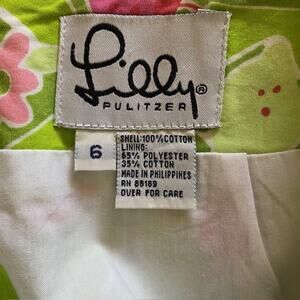 Lilly®
PULITZER
6
SHELL: 100% COTTON
LINING:
65% POLYESTER
35% COTTON
MADE IN PHILIPPINES
RN 88189
OVER FOR CARE